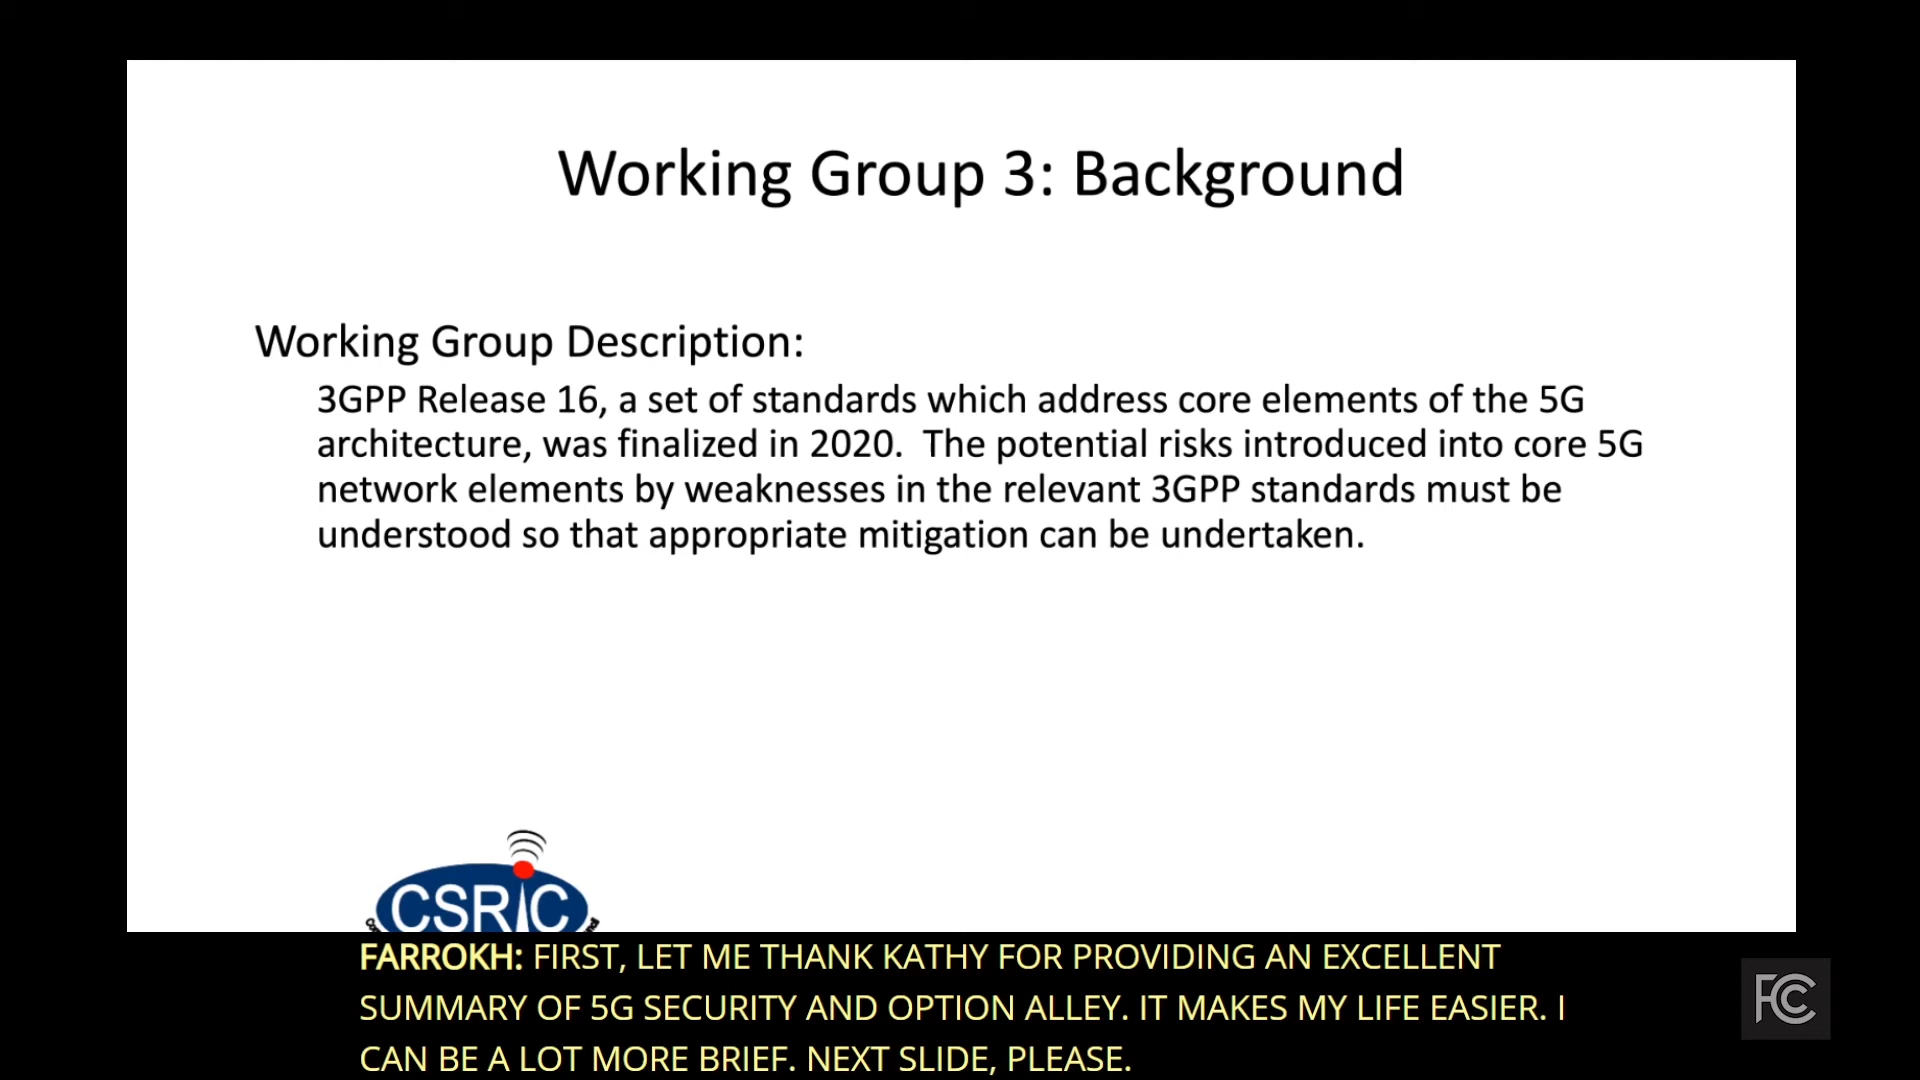 Working Group 3: Background
Working Group Description:
3GPP Release 16, a set of standards which address core elements of the 5G
architecture, was finalized in 2020. The potential risks introduced into core 5G
network elements by weaknesses in the relevant 3GPP standards must be
understood so that appropriate mitigation can be undertaken.
CSRIC
FARROKH: FIRST, LET ME THANK KATHY FOR PROVIDING AN EXCELLENT
SUMMARY OF 5G SECURITY AND OPTION ALLEY. IT MAKES MY LIFE EASIER. I
CAN BE A LOT MORE BRIEF. NEXT SLIDE, PLEASE.
FCC